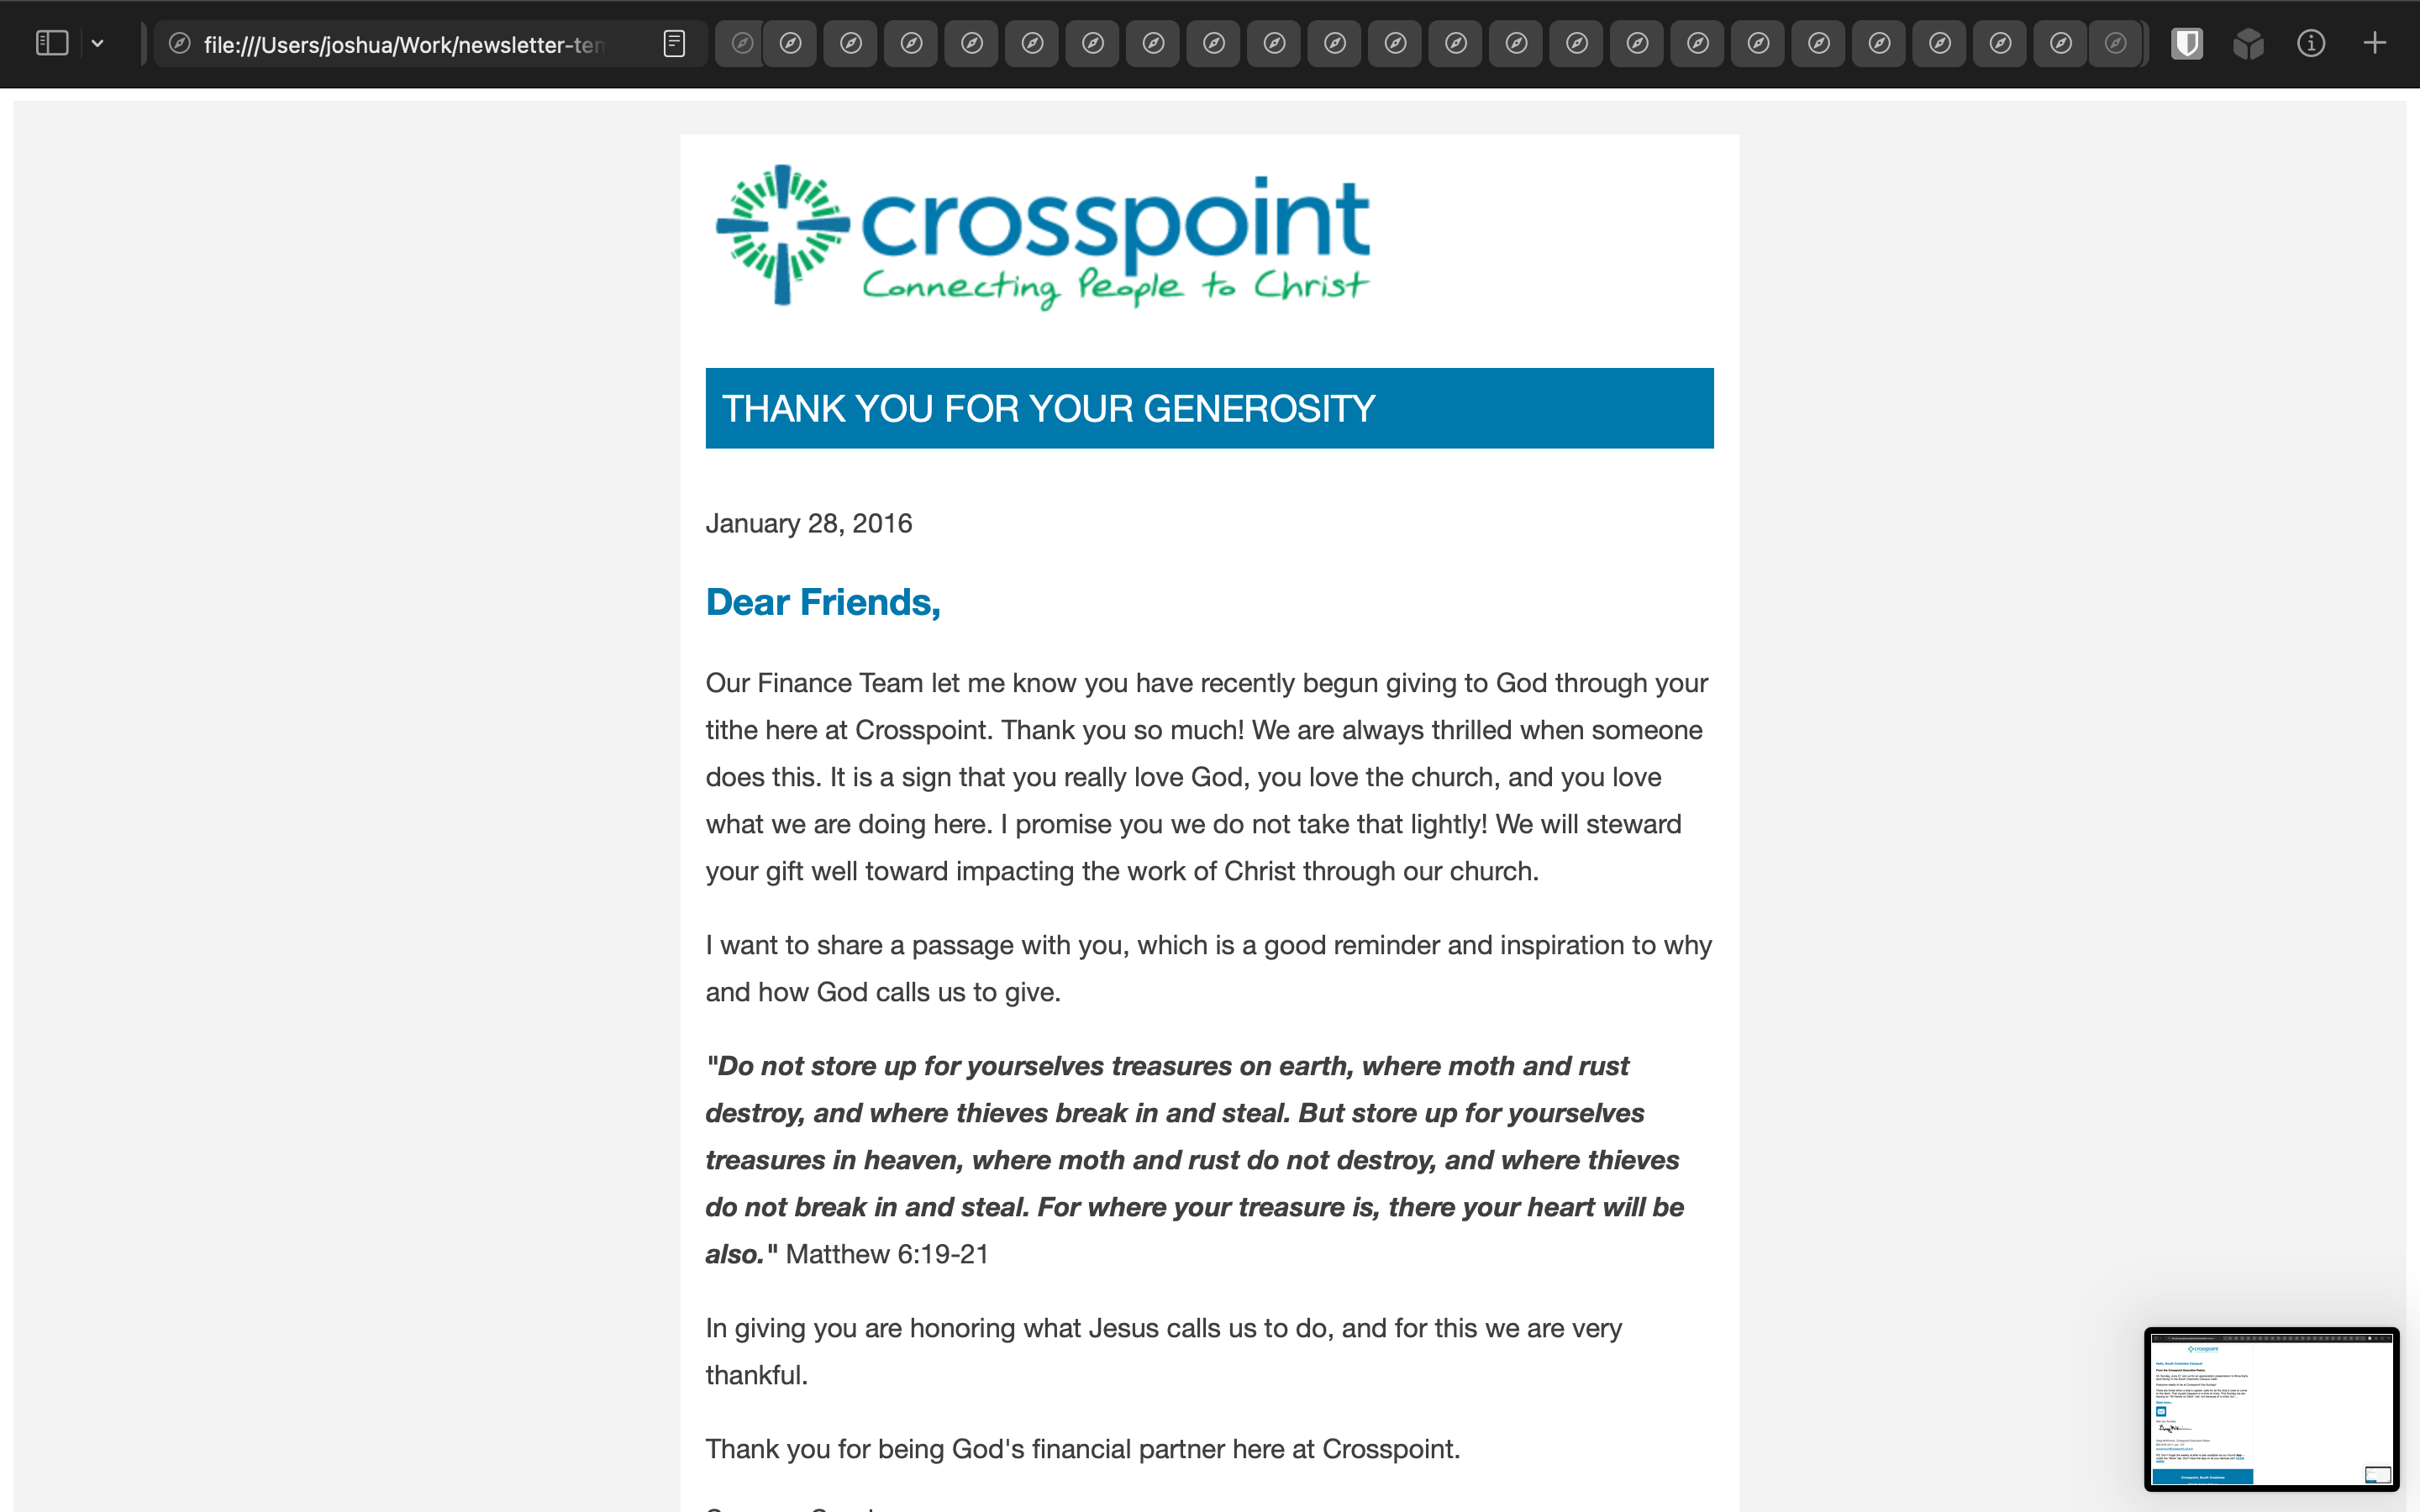 file:///Users/joshua/Work/newsletter-ten
crosspoint
Connecting People to Christ
THANK YOU FOR YOUR GENEROSITY
January 28, 2016
Dear Friends,
Our Finance Team let me know you have recently begun giving to God through your
tithe here at Crosspoint. Thank you so much! We are always thrilled when someone
does this. It is a sign that you really love God, you love the church, and you love
what we are doing here. I promise you we do not take that lightly! We will steward
your gift well toward impacting the work of Christ through our church.
I want to share a passage with you, which is a good reminder and inspiration to why
and how God calls us to give.
"Do not store up for yourselves treasures on earth, where moth and rust
destroy, and where thieves break in and steal. But store up for yourselves
treasures in heaven, where moth and rust do not destroy, and where thieves
do not break in and steal. For where your treasure is, there your heart will be
also." Matthew 6:19-21
In giving you are honoring what Jesus calls us to do, and for this we are very
thankful.
Thank you for being God's financial partner here at Crosspoint.
crosspoint